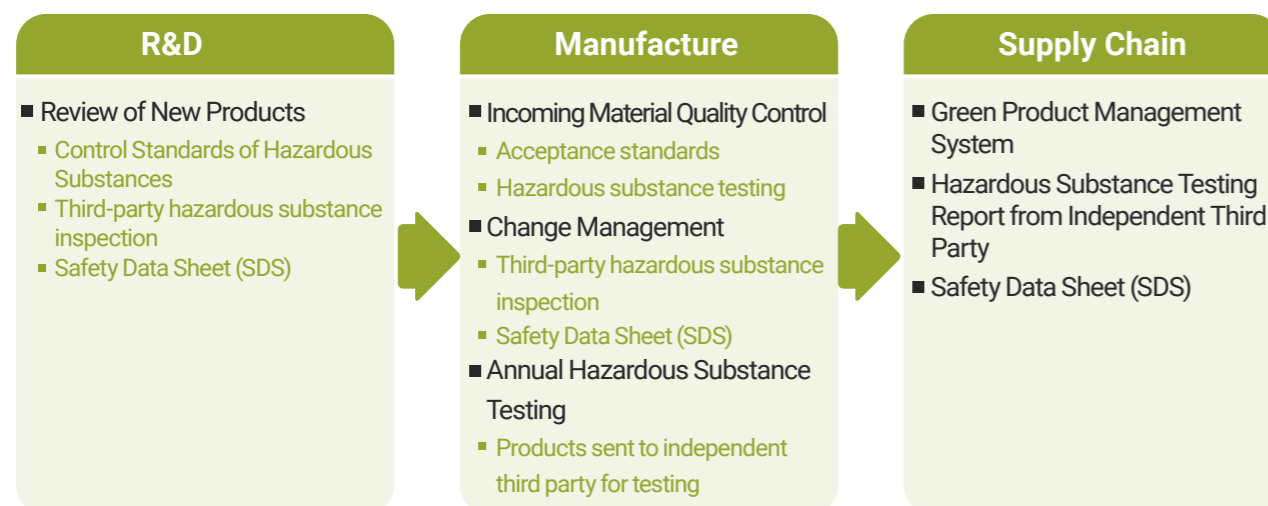 R&D
Review of New Products
Control Standards of Hazardous
Substances
Third-party hazardous substance
inspection
Safety Data Sheet (SDS)
Manufacture
Incoming Material Quality Control
Acceptance standards
Hazardous substance testing
Change Management
Third-party hazardous substance
inspection
Safety Data Sheet (SDS)
Annual Hazardous Substance
Testing
Products sent to independent
third party for testing
Supply Chain
Green Product Management
System
Hazardous Substance Testing
Report from Independent Third
Party
Safety Data Sheet (SDS)